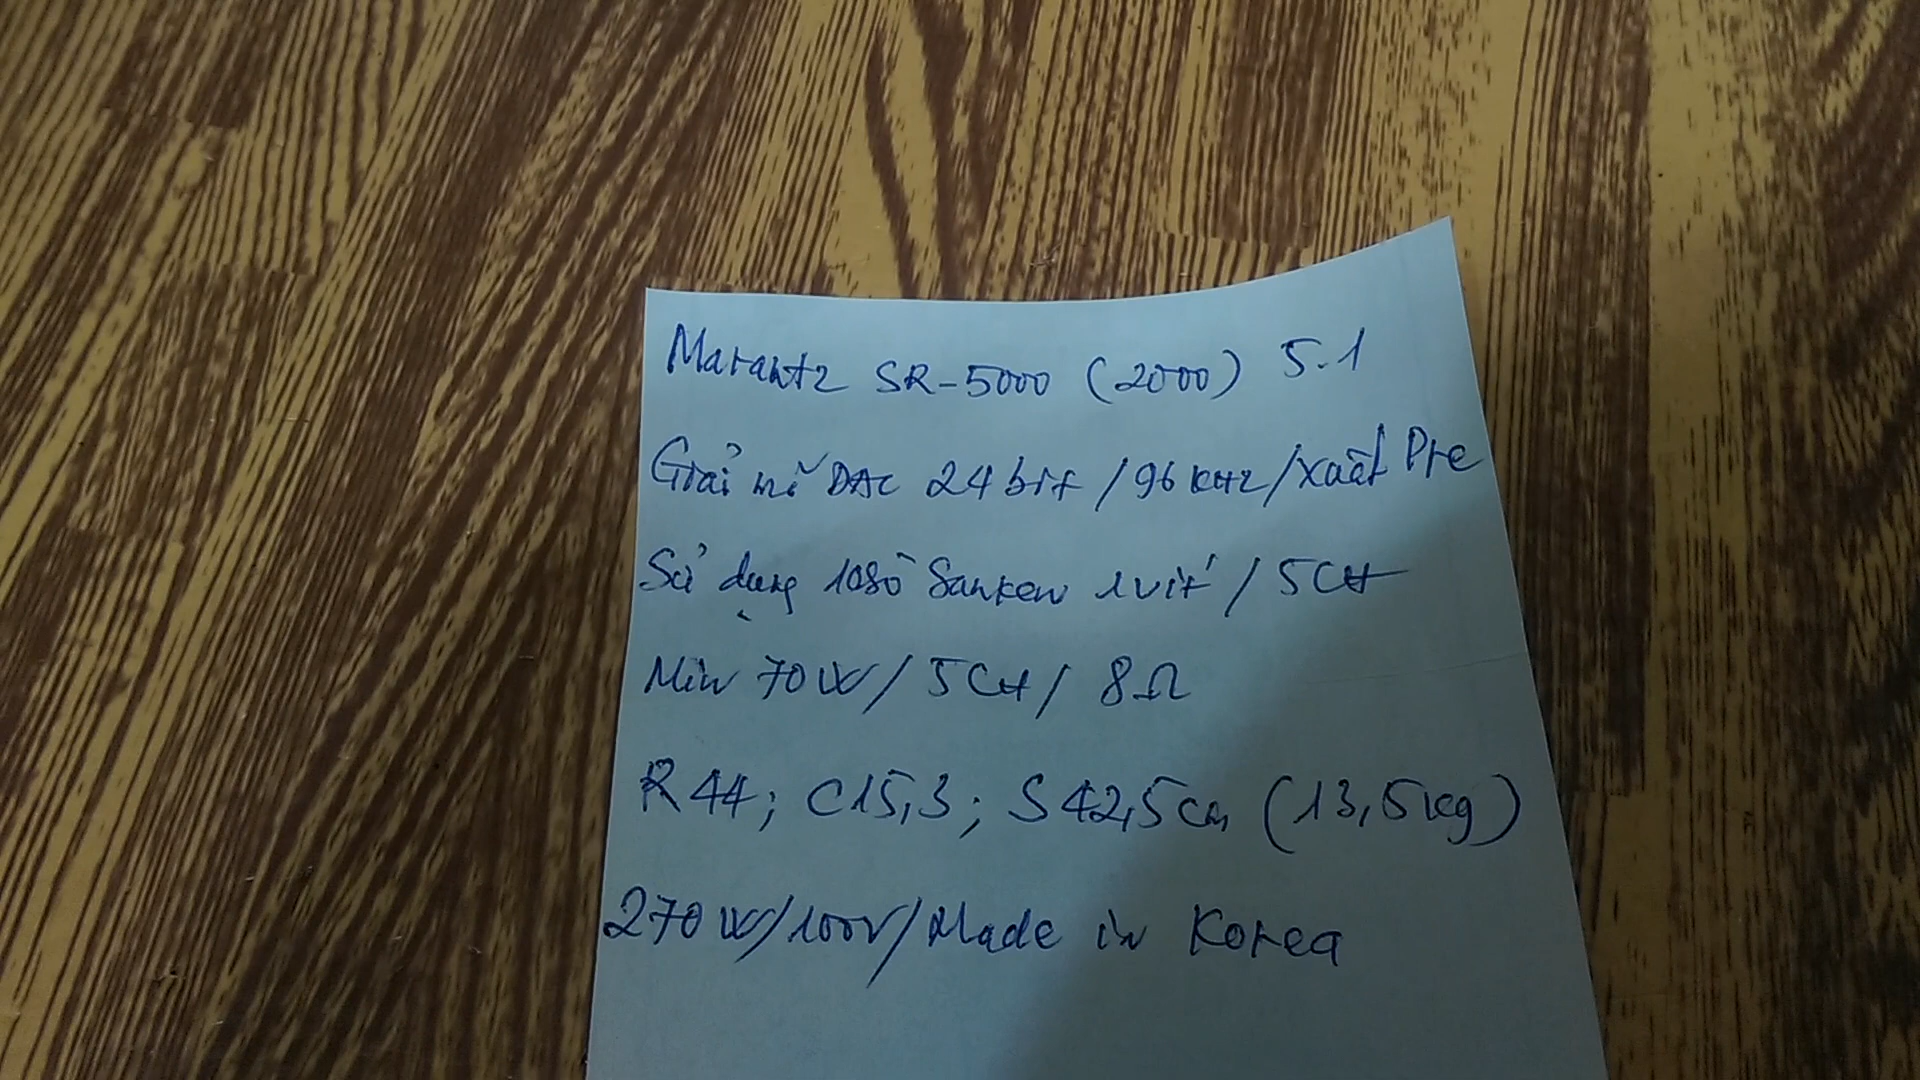 Marantz SR-5000 (2000) 5.1
Giải mã DAC 24 bit / 96 KHz / xuất Pre
Sử dụng 10 sò Sanken 1 vít / 5CH
Min 70W / 5CH / 8Ω
R 44; C 15,3; S 42,5 cm (13,5 kg)
270W/100V/Made in Korea